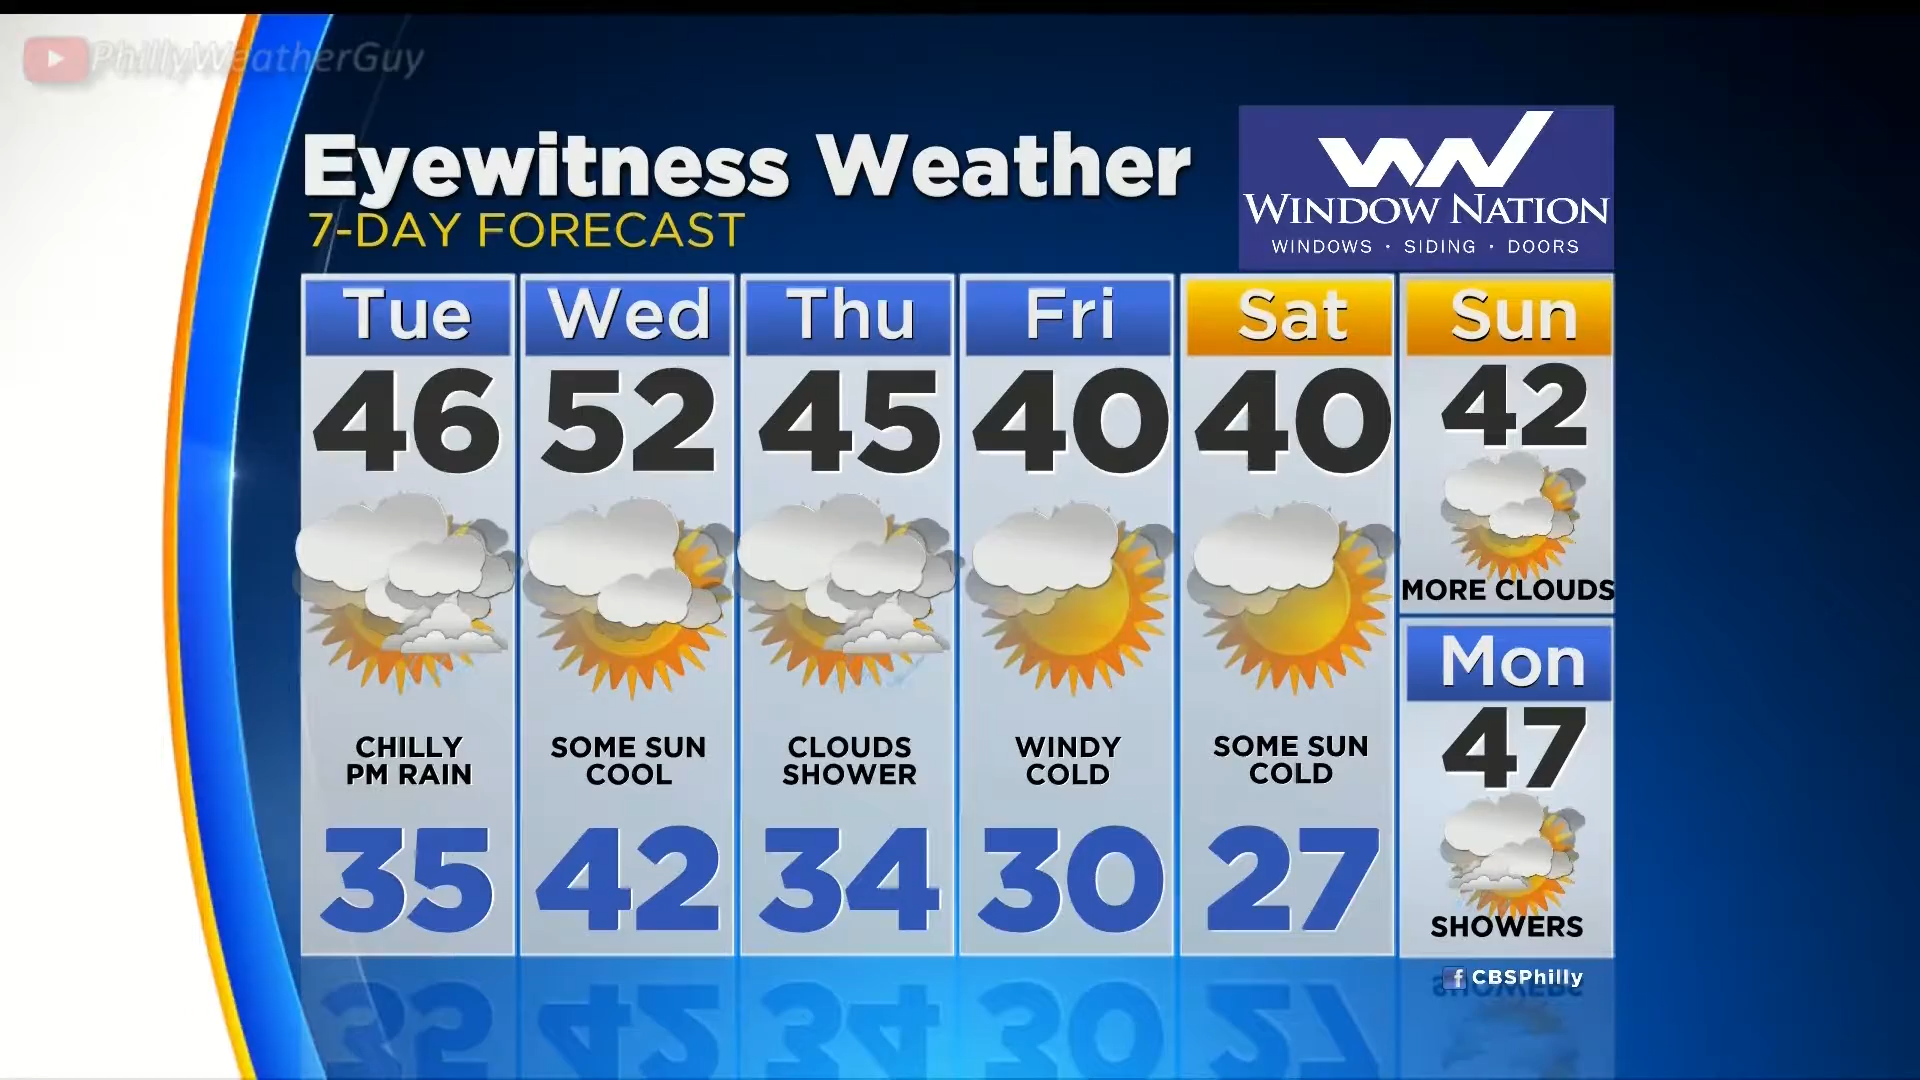 PhillyWeatherGuy
Eyewitness Weather
7-DAY FORECAST
WINDOW NATION
WINDOWS · SIDING · DOORS
Tue
46
CHILLY
PM RAIN
35
Wed
52
SOME SUN
COOL
42
Thu
45
CLOUDS
SHOWER
34
Fri
40
WINDY
COLD
30
Sat
40
SOME SUN
COLD
27
Sun
42
MORE CLOUDS
Mon
47
SHOWERS
f CBSPhilly